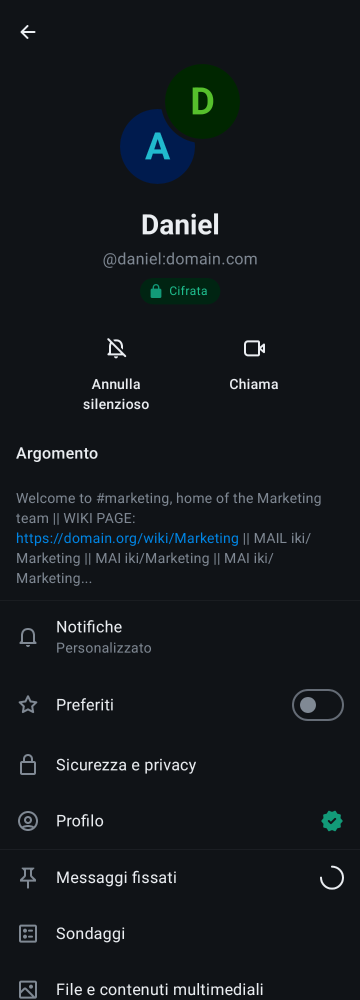 D
A
Daniel
@daniel:domain.com
Cifrata
Annulla
silenzioso
Chiama
Argomento
Welcome to #marketing, home of the Marketing
team || WIKI PAGE:
https://domain.org/wiki/Marketing || MAIL iki/
Marketing || MAI iki/Marketing || MAI iki/
Marketing...
Notifiche
Personalizzato
Preferiti
Sicurezza e privacy
Profilo
Messaggi fissati
Sondaggi
File e contenuti multimediali